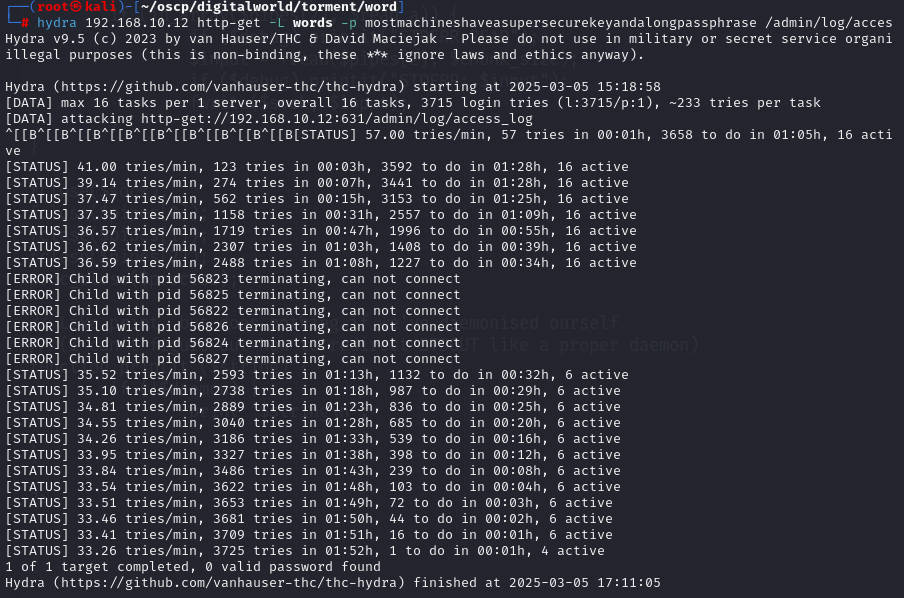 ┌──(root㉿kali)-[~/oscp/digitalworld/torment/word]
└─# hydra 192.168.10.12 http-get -L words -p mostmachineshaveasupersecurekeyandalongpassphrase /admin/log/acces
Hydra v9.5 (c) 2023 by van Hauser/THC & David Maciejak - Please do not use in military or secret service organi
illegal purposes (this is non-binding, these *** ignore laws and ethics anyway).
Hydra (https://github.com/vanhauser-thc/thc-hydra) starting at 2025-03-05 15:18:58
[DATA] max 16 tasks per 1 server, overall 16 tasks, 3715 login tries (l:3715/p:1), ~233 tries per task
[DATA] attacking http-get://192.168.10.12:631/admin/log/access_log
^[[B^[[B^[[B^[[B^[[B^[[B^[[B^[[B^[[B[STATUS] 57.00 tries/min, 57 tries in 00:01h, 3658 to do in 01:05h, 16 acti
ve
[STATUS] 41.00 tries/min, 123 tries in 00:03h, 3592 to do in 01:28h, 16 active
[STATUS] 39.14 tries/min, 274 tries in 00:07h, 3441 to do in 01:28h, 16 active
[STATUS] 37.47 tries/min, 562 tries in 00:15h, 3153 to do in 01:25h, 16 active
[STATUS] 37.35 tries/min, 1158 tries in 00:31h, 2557 to do in 01:09h, 16 active
[STATUS] 36.57 tries/min, 1719 tries in 00:47h, 1996 to do in 00:55h, 16 active
[STATUS] 36.62 tries/min, 2307 tries in 01:03h, 1408 to do in 00:39h, 16 active
[STATUS] 36.59 tries/min, 2488 tries in 01:08h, 1227 to do in 00:34h, 16 active
[ERROR] Child with pid 56823 terminating, can not connect
[ERROR] Child with pid 56825 terminating, can not connect
[ERROR] Child with pid 56822 terminating, can not connect
[ERROR] Child with pid 56826 terminating, can not connect
[ERROR] Child with pid 56824 terminating, can not connect
[ERROR] Child with pid 56827 terminating, can not connect
[STATUS] 35.52 tries/min, 2593 tries in 01:13h, 1132 to do in 00:32h, 6 active
[STATUS] 35.10 tries/min, 2738 tries in 01:18h, 987 to do in 00:29h, 6 active
[STATUS] 34.81 tries/min, 2889 tries in 01:23h, 836 to do in 00:25h, 6 active
[STATUS] 34.55 tries/min, 3040 tries in 01:28h, 685 to do in 00:20h, 6 active
[STATUS] 34.26 tries/min, 3186 tries in 01:33h, 539 to do in 00:16h, 6 active
[STATUS] 33.95 tries/min, 3327 tries in 01:38h, 398 to do in 00:12h, 6 active
[STATUS] 33.84 tries/min, 3486 tries in 01:43h, 239 to do in 00:08h, 6 active
[STATUS] 33.54 tries/min, 3622 tries in 01:48h, 103 to do in 00:04h, 6 active
[STATUS] 33.51 tries/min, 3653 tries in 01:49h, 72 to do in 00:03h, 6 active
[STATUS] 33.46 tries/min, 3681 tries in 01:50h, 44 to do in 00:02h, 6 active
[STATUS] 33.41 tries/min, 3709 tries in 01:51h, 16 to do in 00:01h, 6 active
[STATUS] 33.26 tries/min, 3725 tries in 01:52h, 1 to do in 00:01h, 4 active
1 of 1 target completed, 0 valid password found
Hydra (https://github.com/vanhauser-thc/thc-hydra) finished at 2025-03-05 17:11:05